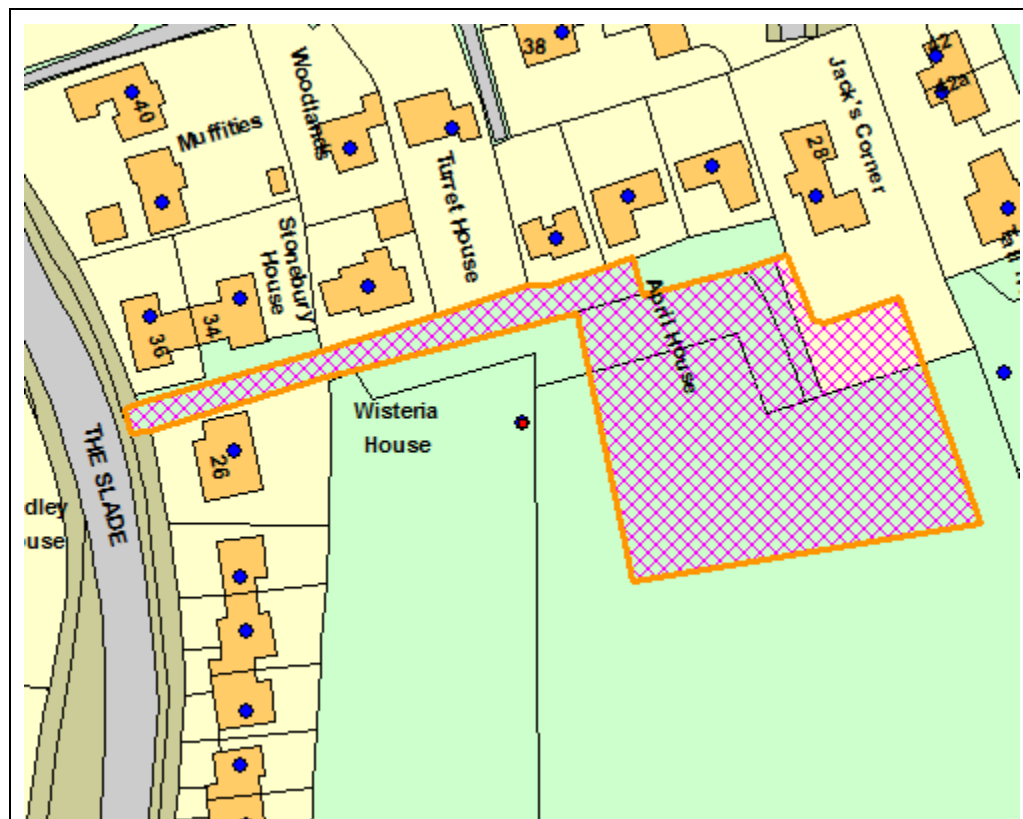 38
42
42a
40
Muffities
Woodlands
Jack's Corner
28
Turret House
Stonebury
House
April House
34
36
Wisteria
House
26
THE SLADE
dley
ouse